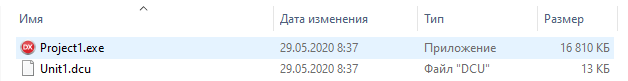 Имя Дата изменения Тип Размер
DX Project1.exe 29.05.2020 8:37 Приложение 16 810 КБ
Unit1.dcu 29.05.2020 8:37 Файл "DCU" 13 КБ